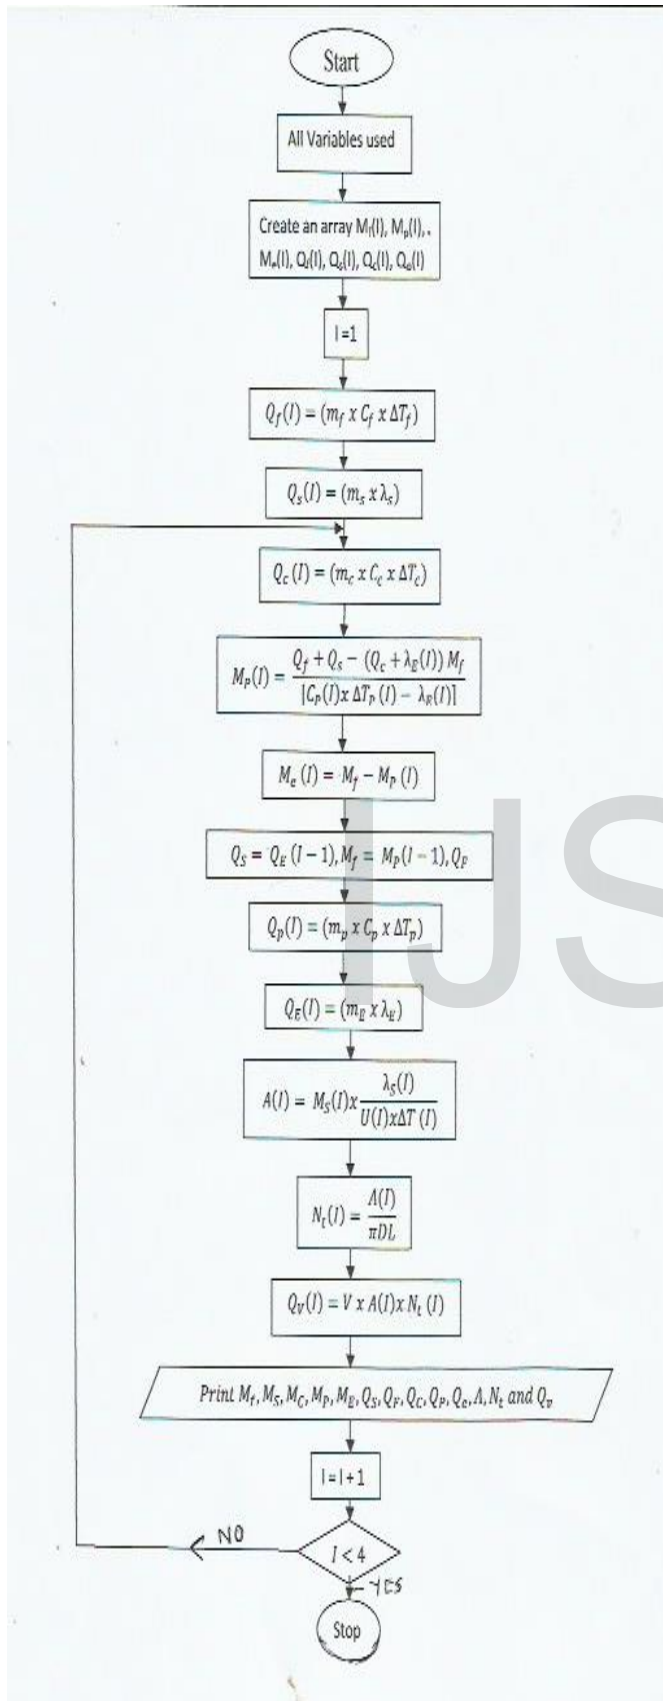 Start
All Variables used
Create an array M_f(I), M_p(I), .
M_e(I), Q_f(I), Q_s(I), Q_c(I), Q_e(I)
I=1
Q_f(I) = (m_f x C_f x ΔT_f)
Q_s(I) = (m_s x λ_s)
Q_c(I) = (m_c x C_c x ΔT_c)
M_P(I) = \frac{Q_f + Q_s − (Q_c + λ_E(I)) M_f}{[C_P(I)x ΔT_P(I) − λ_E(I)]}
M_e(I) = M_f − M_P(I)
Q_S = Q_E(I−1), M_f = M_P(I−1), Q_F
Q_p(I) = (m_p x C_p x ΔT_p)
IJS
Q_E(I) = (m_E x λ_E)
A(I) = M_S(I)x \frac{λ_S(I)}{U(I)xΔT(I)}
N_t(I) = \frac{A(I)}{πDL}
Q_V(I) = V x A(I)x N_t(I)
Print M_f, M_S, M_C, M_P, M_E, Q_S, Q_F, Q_C, Q_P, Q_e, A, N_t and Q_v
I=I+1
NO
I < 4
YES
Stop